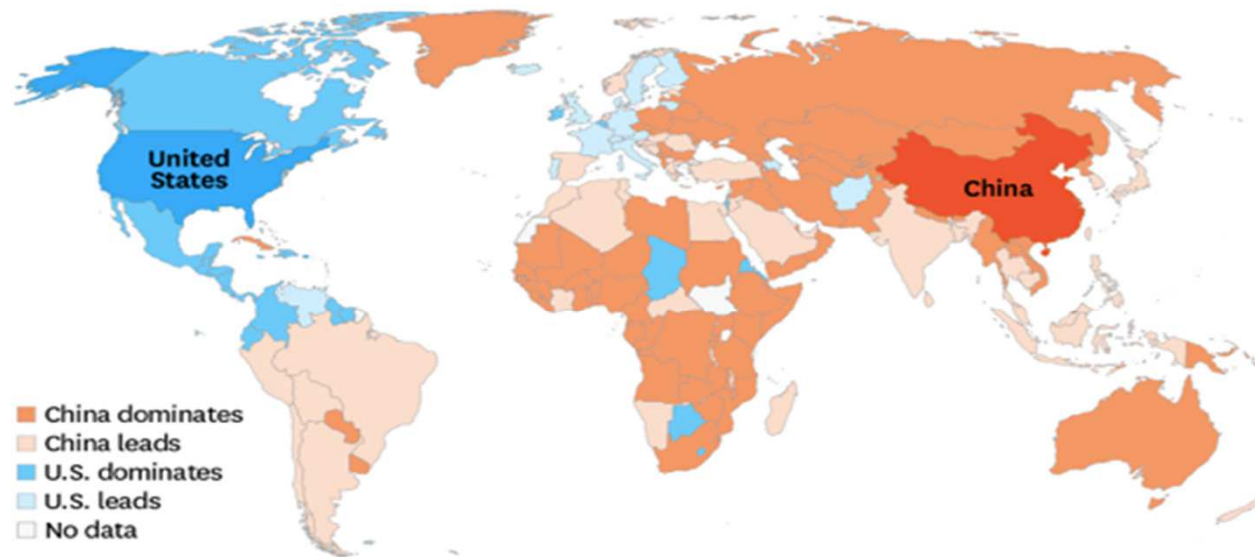 United
States
China
China dominates
China leads
U.S. dominates
U.S. leads
No data